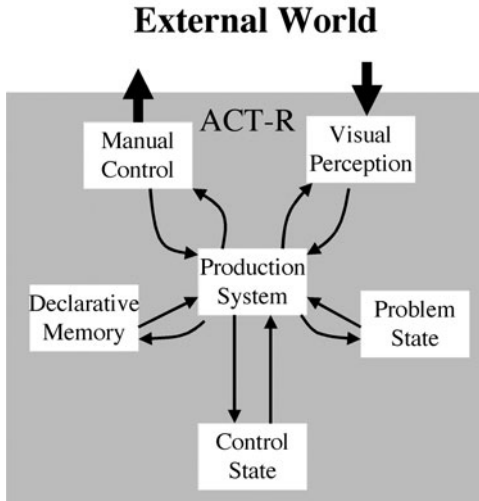 External World
ACT-R
Manual
Control
Visual
Perception
Production
System
Declarative
Memory
Problem
State
Control
State